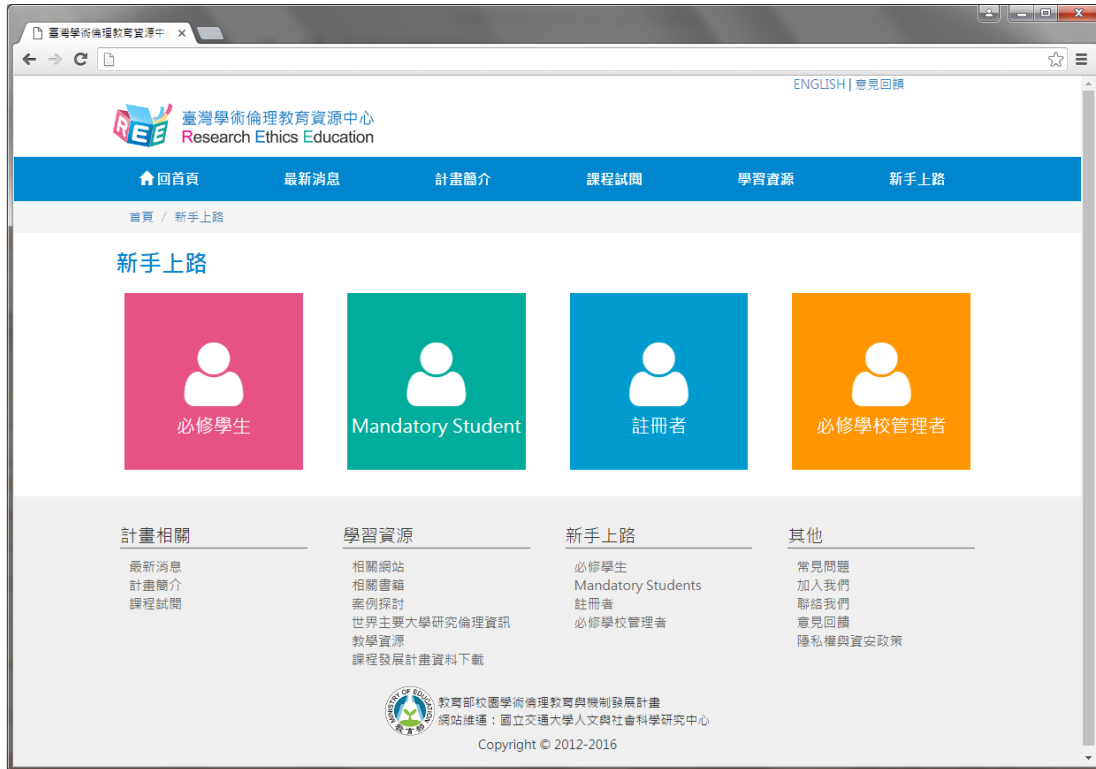 臺灣學術倫理教育資源中
ENGLISH | 意見回饋
REE
臺灣學術倫理教育資源中心
Research Ethics Education
回首頁 最新消息 計畫簡介 課程試閱 學習資源 新手上路
首頁 / 新手上路
新手上路
必修學生 Mandatory Student 註冊者 必修學校管理者
計畫相關
最新消息
計畫簡介
課程試閱
學習資源
相關網站
相關書籍
案例探討
世界主要大學研究倫理資訊
教學資源
課程發展計畫資料下載
新手上路
必修學生
Mandatory Students
註冊者
必修學校管理者
其他
常見問題
加入我們
聯絡我們
意見回饋
隱私權與資安政策
MINISTRY OF EDUCATION
教育部
教育部校園學術倫理教育與機制發展計畫
網站維運：國立交通大學人文與社會科學研究中心
Copyright © 2012-2016